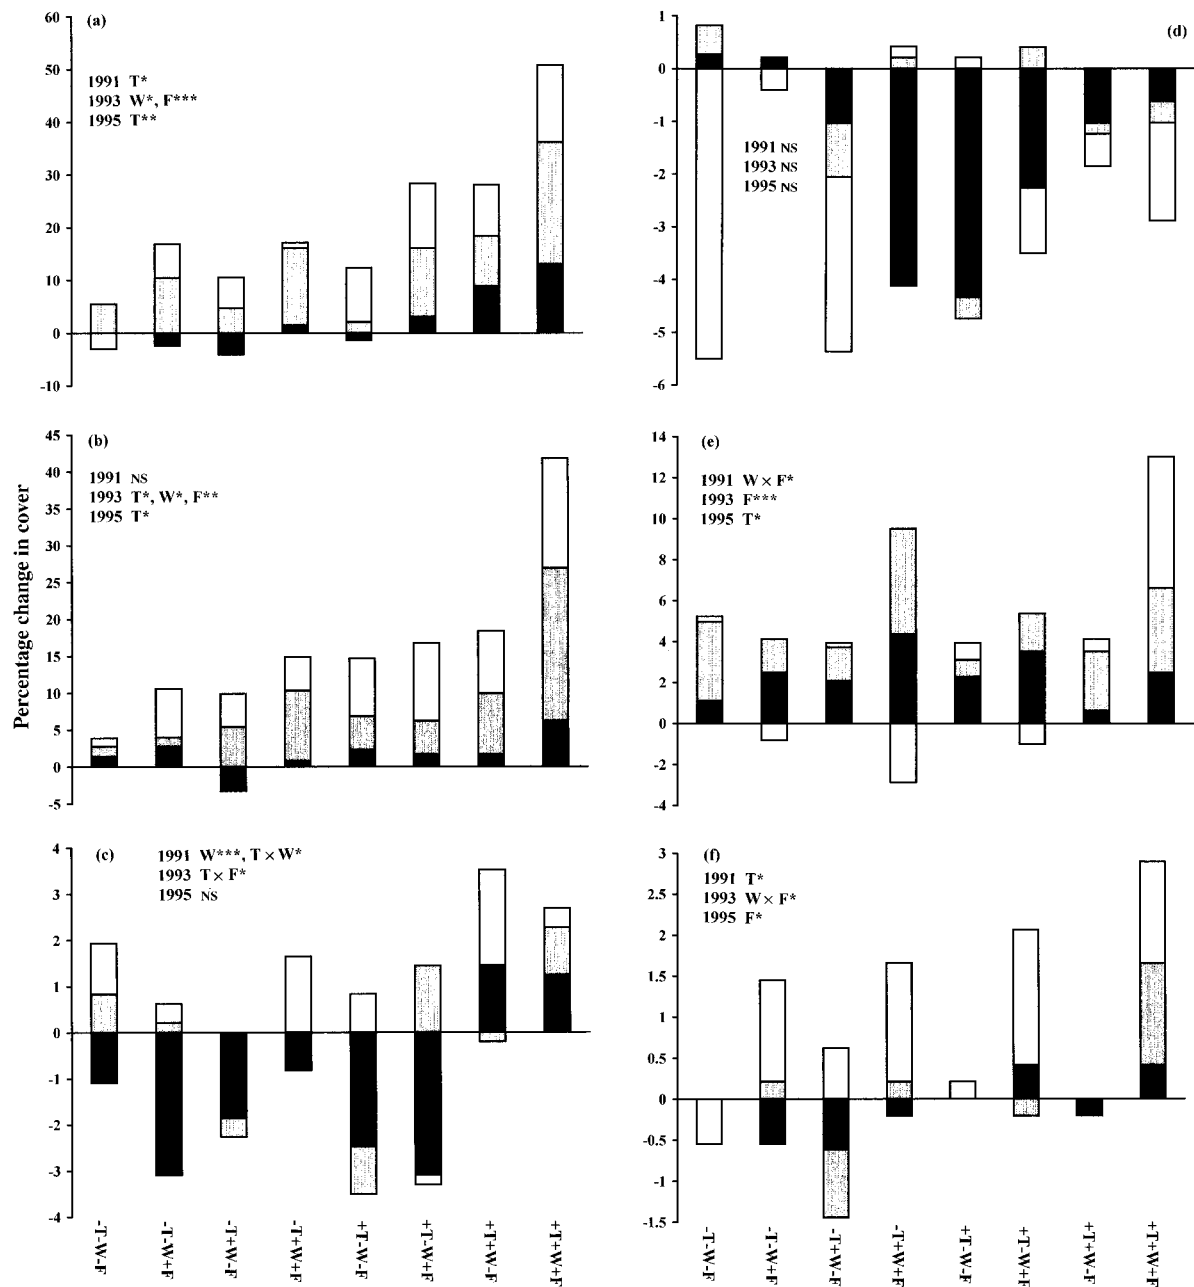 Percentage change in cover
(a)
1991 T*
1993 W*, F***
1995 T**
60
50
40
30
20
10
0
-10
(b)
1991 NS
1993 T*, W*, F**
1995 T*
45
40
35
30
25
20
15
10
5
0
-5
(c)
1991 W***, T × W*
1993 T × F*
1995 NS
4
3
2
1
0
-1
-2
-3
-4
-T-W-F
-T-W+F
-T+W-F
-T+W+F
+T-W-F
+T-W+F
+T+W-F
+T+W+F
(d)
1991 NS
1993 NS
1995 NS
1
0
-1
-2
-3
-4
-5
-6
(e)
1991 W × F*
1993 F***
1995 T*
14
12
10
8
6
4
2
0
-2
-4
(f)
1991 T*
1993 W × F*
1995 F*
3
2.5
2
1.5
1
0.5
0
-0.5
-1
-1.5
-T-W-F
-T-W+F
-T+W-F
-T+W+F
+T-W-F
+T-W+F
+T+W-F
+T+W+F